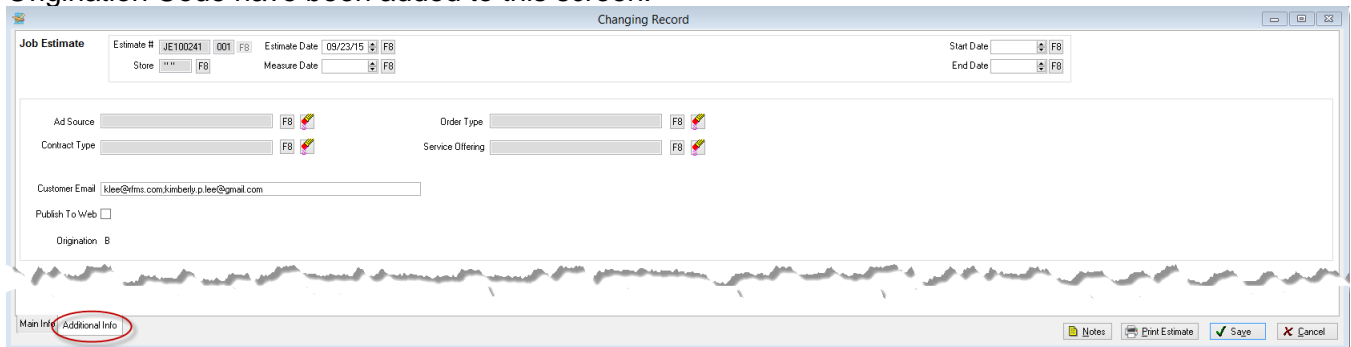 Origination Code have been added to this screen.
Changing Record
Job Estimate Estimate # JE100241 001 F8 Estimate Date 09/23/15 F8 Start Date F8
Store "" F8 Measure Date F8 End Date F8
Ad Source F8 Order Type F8
Contract Type F8 Service Offering F8
Customer Email klee@rfms.com;kimberly.p.lee@gmail.com
Publish To Web
Origination B
Main Info Additional Info Notes Print Estimate Save Cancel